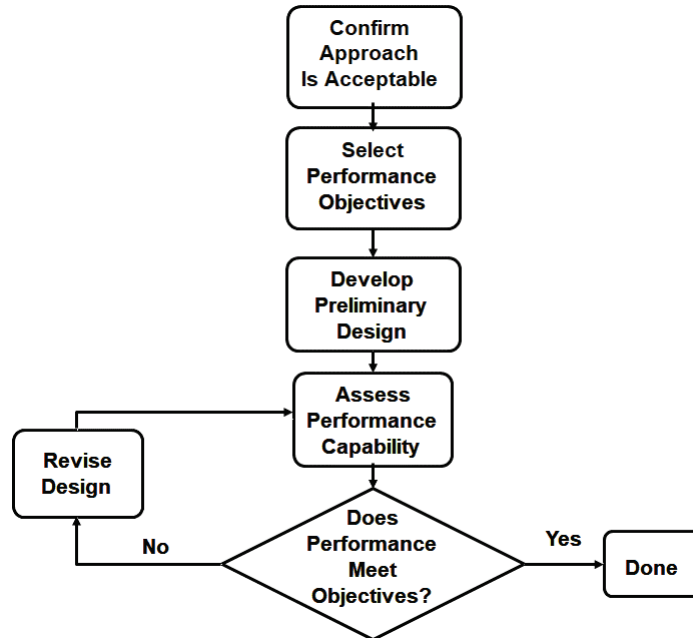 Confirm
Approach
Is Acceptable
Select
Performance
Objectives
Develop
Preliminary
Design
Assess
Performance
Capability
Revise
Design
Does
Performance
Meet
Objectives?
No
Yes
Done